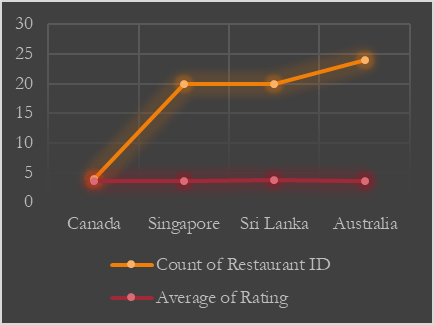 30
25
20
15
10
5
0
Canada Singapore Sri Lanka Australia
Count of Restaurant ID
Average of Rating